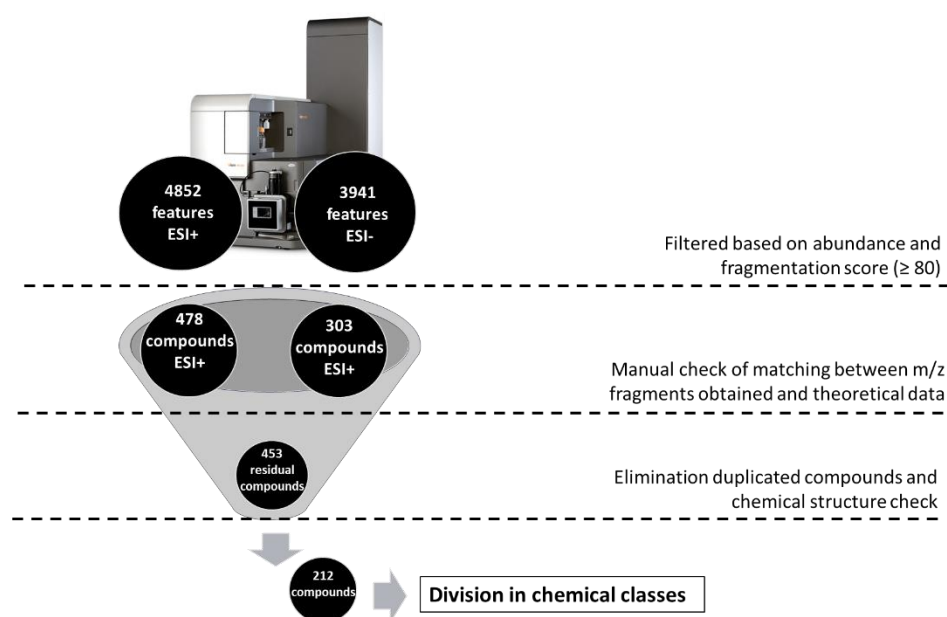 4852
features
ESI+
3941
features
ESI-
Filtered based on abundance and
fragmentation score (≥ 80)
478
compounds
ESI+
303
compounds
ESI+
Manual check of matching between m/z
fragments obtained and theoretical data
453
residual
compounds
Elimination duplicated compounds and
chemical structure check
212
compounds
Division in chemical classes